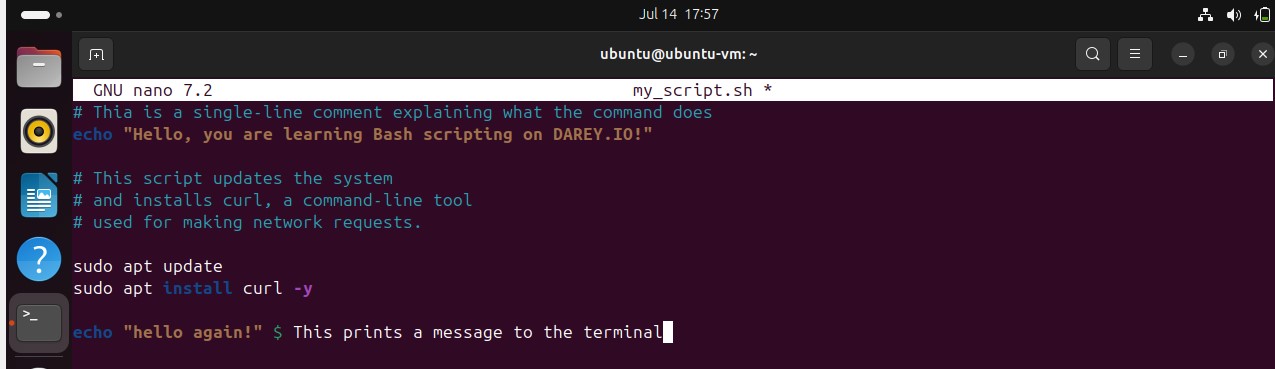 Jul 14 17:57
ubuntu@ubuntu-vm: ~
GNU nano 7.2 my_script.sh *
# Thia is a single-line comment explaining what the command does
echo "Hello, you are learning Bash scripting on DAREY.IO!"
# This script updates the system
# and installs curl, a command-line tool
# used for making network requests.
sudo apt update
sudo apt install curl -y
echo "hello again!" $ This prints a message to the terminal